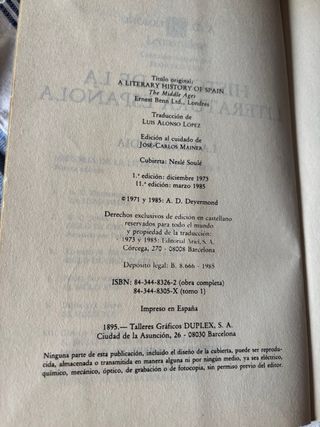 Título original:
A LITERARY HISTORY OF SPAIN
The Middle Ages
Ernest Benn Ltd., Londres
Traducción de
LUIS ALONSO LÓPEZ
Edición al cuidado de
JOSÉ-CARLOS MAINER
Cubierta: Neslé Soulé
1.ª edición: diciembre 1973
11.ª edición: marzo 1985
© 1971 y 1985: A. D. Deyermond
Derechos exclusivos de edición en castellano
reservados para todo el mundo
y propiedad de la traducción:
1973 y 1985: Editorial Ariel, S. A.
Córcega, 270 - 08008 Barcelona
Depósito legal: B. 8.666 - 1985
ISBN: 84-344-8326-2 (obra completa)
84-344-8305-X (tomo 1)
Impreso en España
1895. — Talleres Gráficos DUPLEX, S. A.
Ciudad de la Asunción, 26 - 08030 Barcelona
Ninguna parte de esta publicación, incluido el diseño de la cubierta, puede ser reprodu-
cida, almacenada o transmitida en manera alguna ni por ningún medio, ya sea eléctrico,
químico, mecánico, óptico, de grabación o de fotocopia, sin permiso previo del editor.